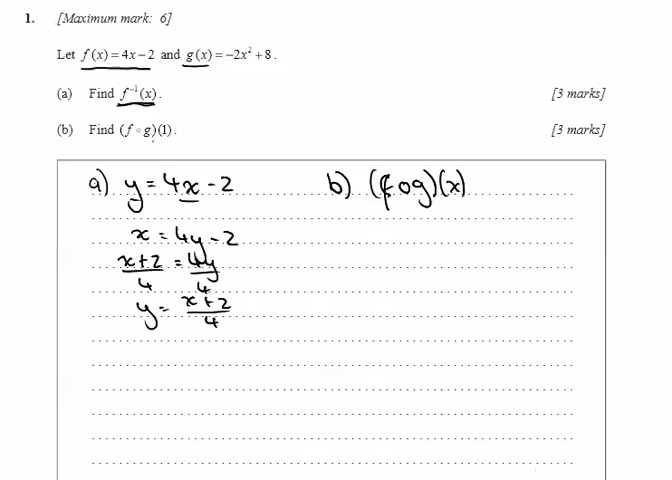 1. [Maximum mark: 6]
Let f(x) = 4x − 2 and g(x) = −2x² + 8.
(a) Find f⁻¹(x). [3 marks]
(b) Find (f ∘ g)(1). [3 marks]
a) y = 4x - 2 b) (fog)(x)
x = 4y - 2
x+2/4 = 4y/4
y = x+2/4